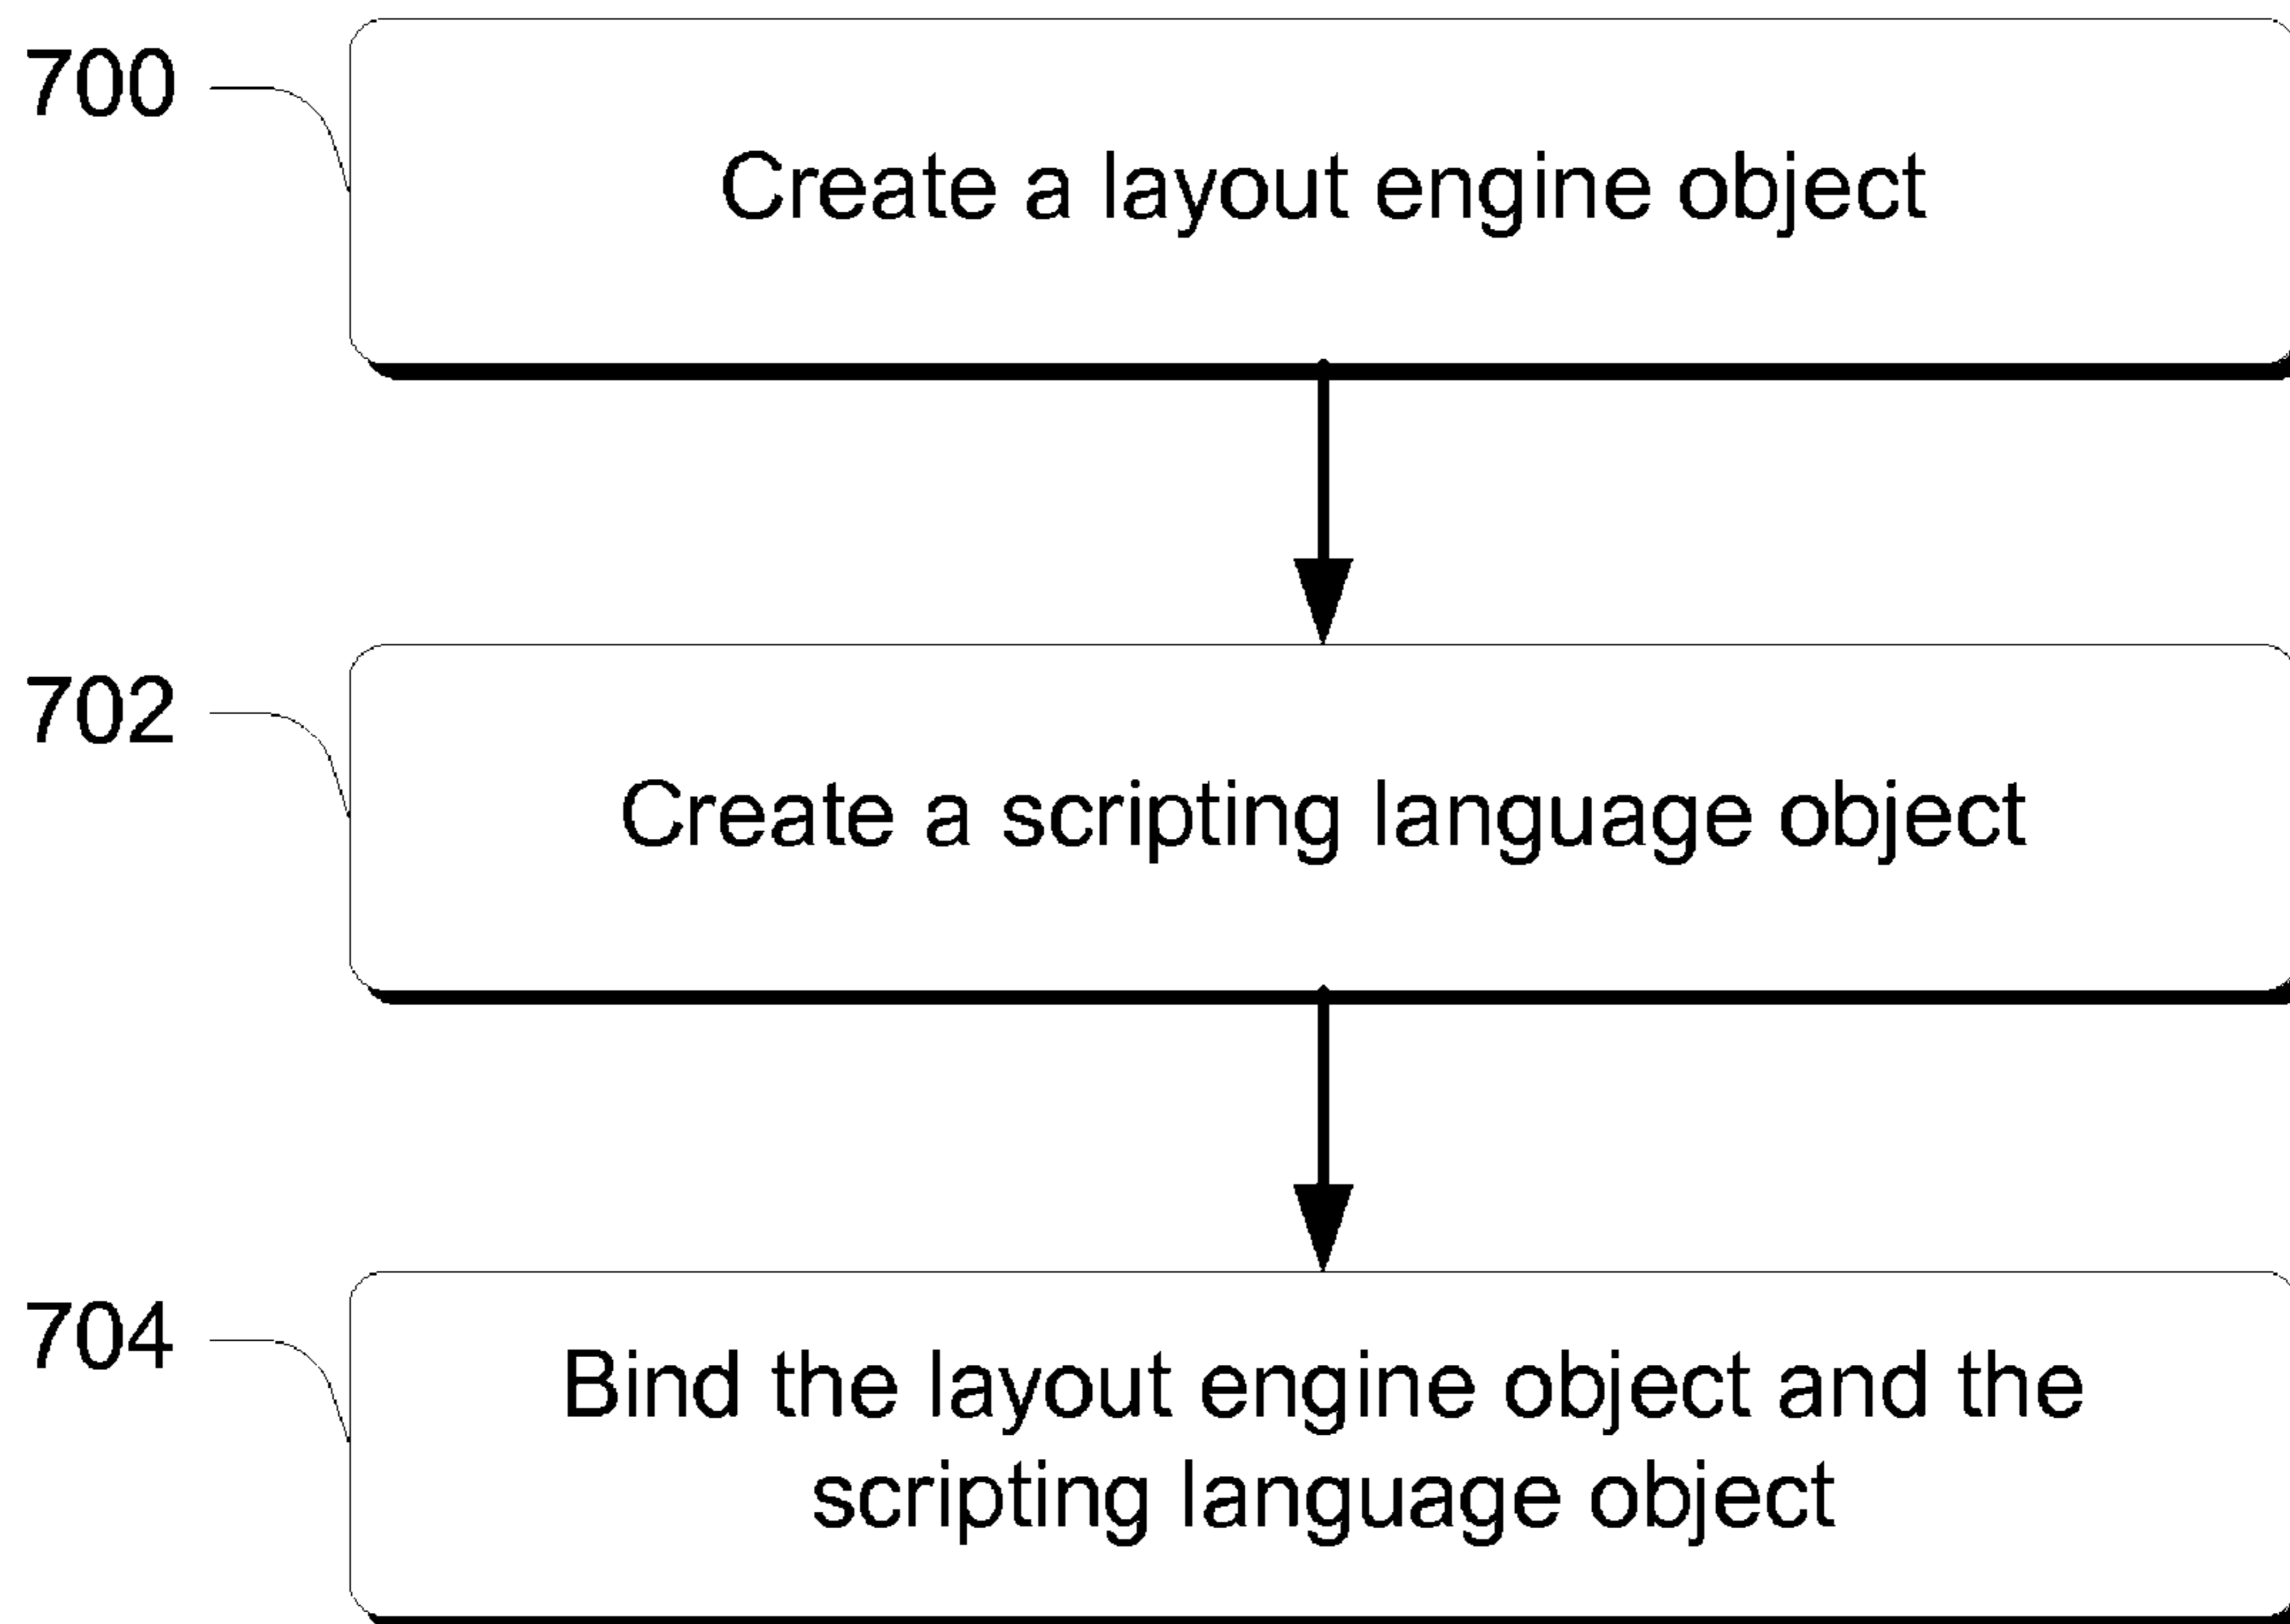 700
Create a layout engine object
702
Create a scripting language object
704
Bind the layout engine object and the
scripting language object